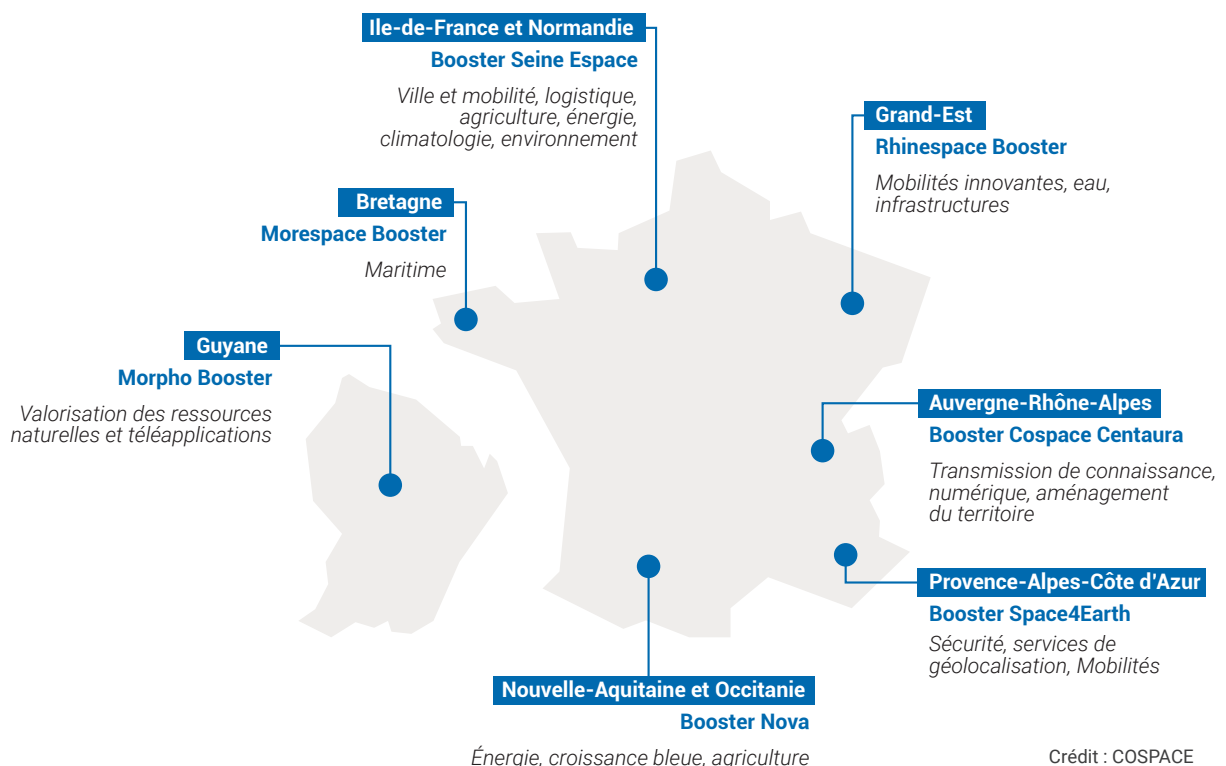 Ile-de-France et Normandie
Booster Seine Espace
Ville et mobilité, logistique,
agriculture, énergie,
climatologie, environnement
Grand-Est
Rhinespace Booster
Mobilités innovantes, eau,
infrastructures
Bretagne
Morespace Booster
Maritime
Guyane
Morpho Booster
Valorisation des ressources
naturelles et téléapplications
Auvergne-Rhône-Alpes
Booster Cospace Centaura
Transmission de connaissance,
numérique, aménagement
du territoire
Provence-Alpes-Côte d'Azur
Booster Space4Earth
Sécurité, services de
géolocalisation, Mobilités
Nouvelle-Aquitaine et Occitanie
Booster Nova
Énergie, croissance bleue, agriculture
Crédit : COSPACE